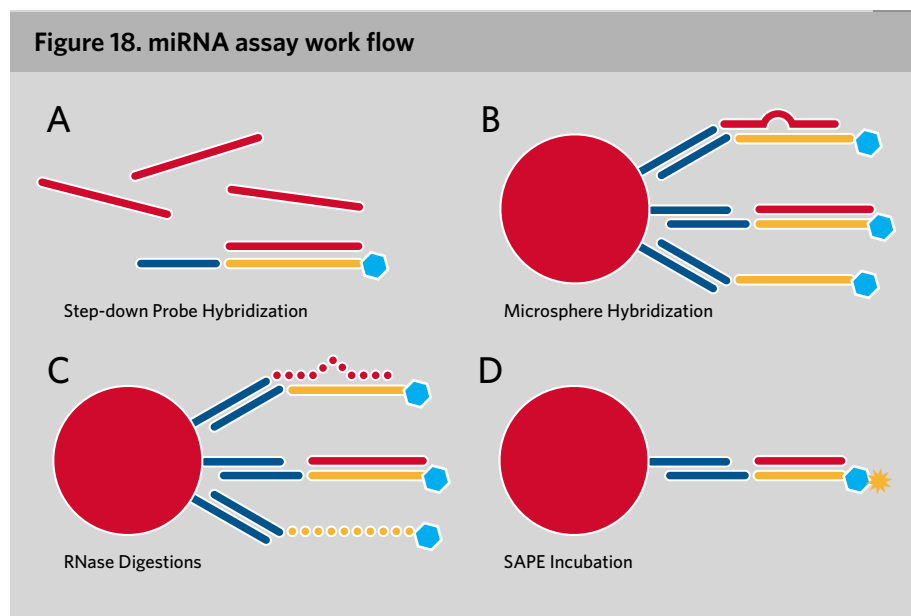 Figure 18. miRNA assay work flow
A
B
Step-down Probe Hybridization
Microsphere Hybridization
C
D
RNase Digestions
SAPE Incubation